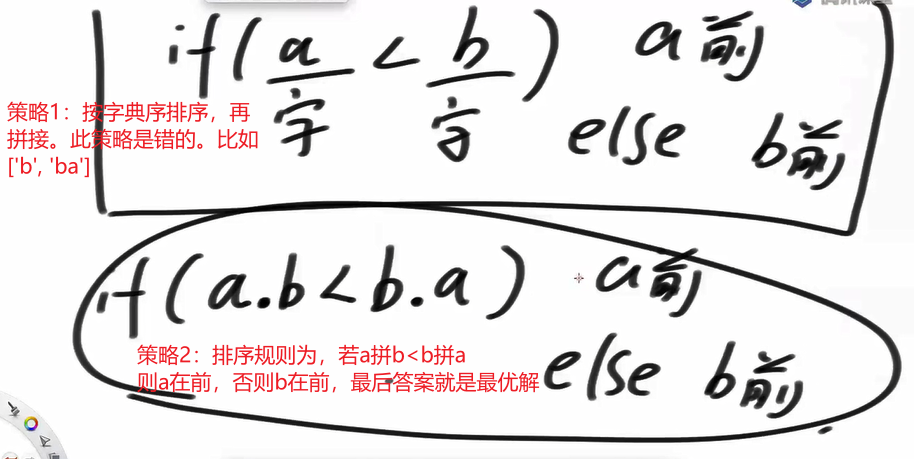 if(a/字 < b/字) a前
else b前
策略1：按字典序排序，再
拼接。此策略是错的。比如
['b', 'ba']
if(a.b<b.a) a前
else b前
策略2：排序规则为，若a拼b<b拼a
则a在前，否则b在前，最后答案就是最优解